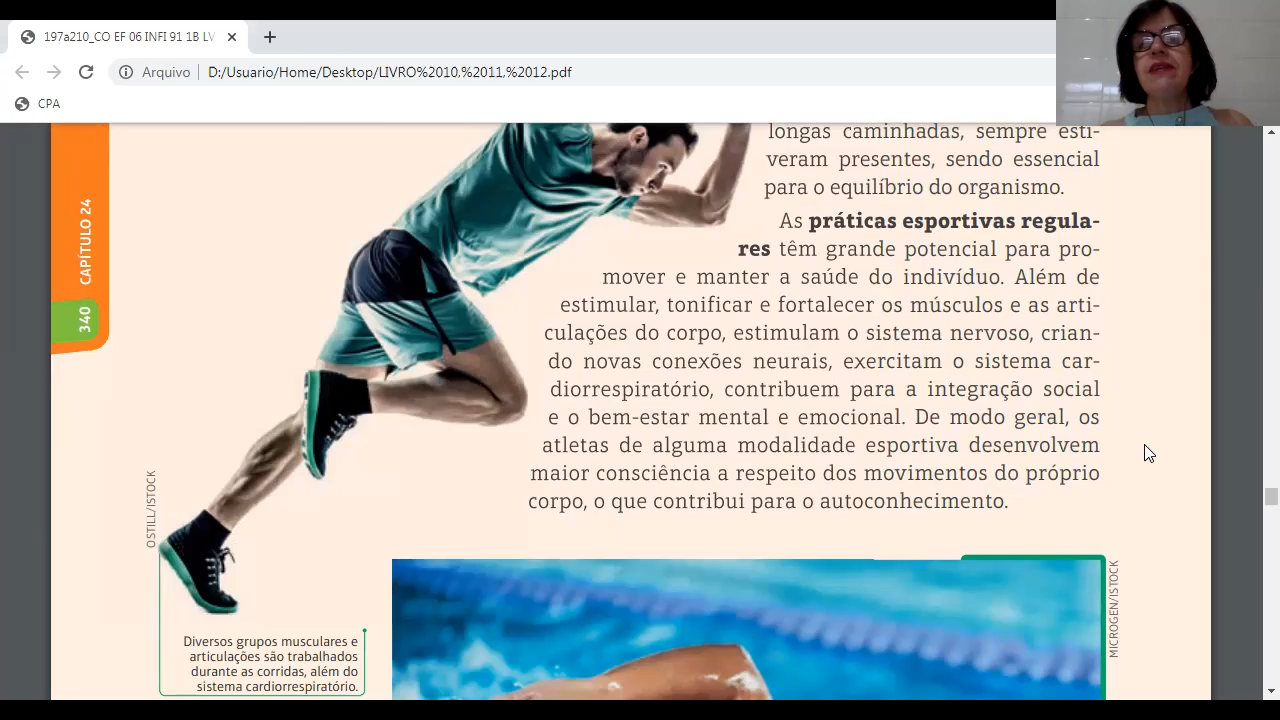 197a210_CO EF 06 INFI 91 1B LV
Arquivo
D:/Usuario/Home/Desktop/LIVRO%2010,%2011,%2012.pdf
CPA
longas caminhadas, sempre esti-
veram presentes, sendo essencial
para o equilíbrio do organismo.
As práticas esportivas regula-
res têm grande potencial para pro-
mover e manter a saúde do indivíduo. Além de
estimular, tonificar e fortalecer os músculos e as arti-
culações do corpo, estimulam o sistema nervoso, crian-
do novas conexões neurais, exercitam o sistema car-
diorrespiratório, contribuem para a integração social
e o bem-estar mental e emocional. De modo geral, os
atletas de alguma modalidade esportiva desenvolvem
maior consciência a respeito dos movimentos do próprio
corpo, o que contribui para o autoconhecimento.
CAPÍTULO 24
340
OSTILL/ISTOCK
Diversos grupos musculares e
articulações são trabalhados
durante as corridas, além do
sistema cardiorrespiratório.
MICROGEN/ISTOCK